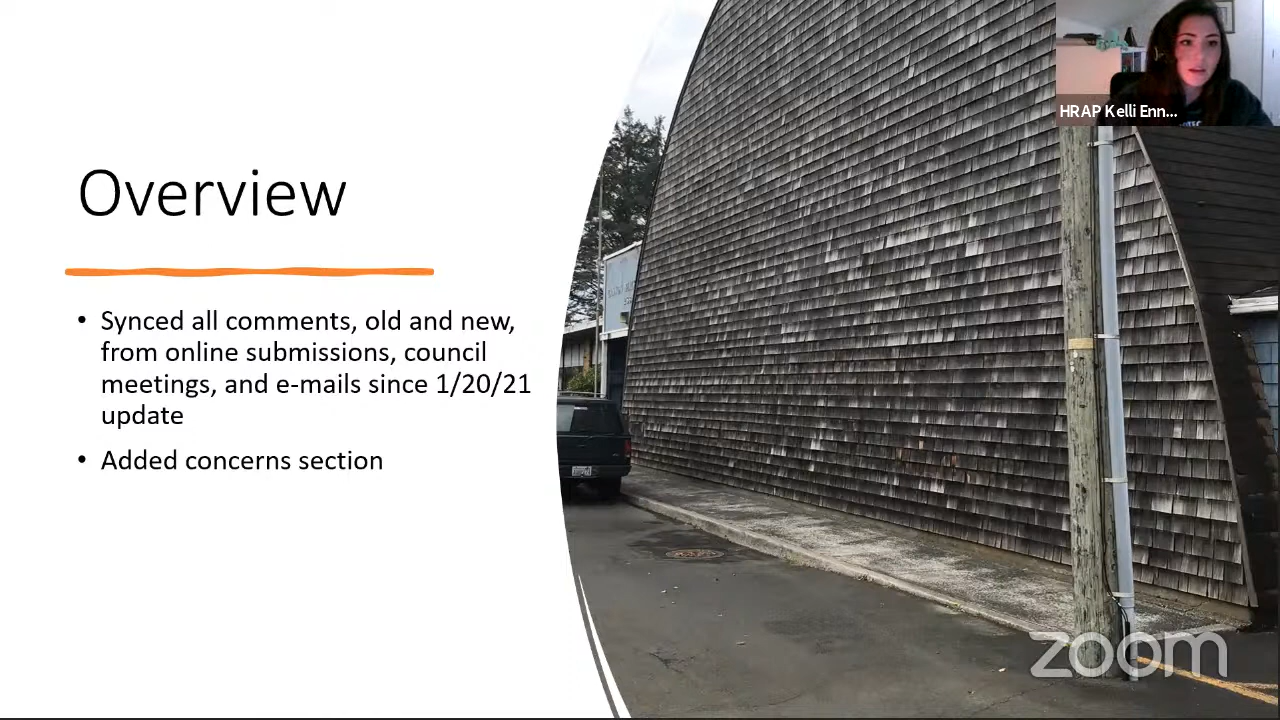 HRAP Kelli Enn...
Overview
• Synced all comments, old and new,
from online submissions, council
meetings, and e-mails since 1/20/21
update
• Added concerns section
zoom